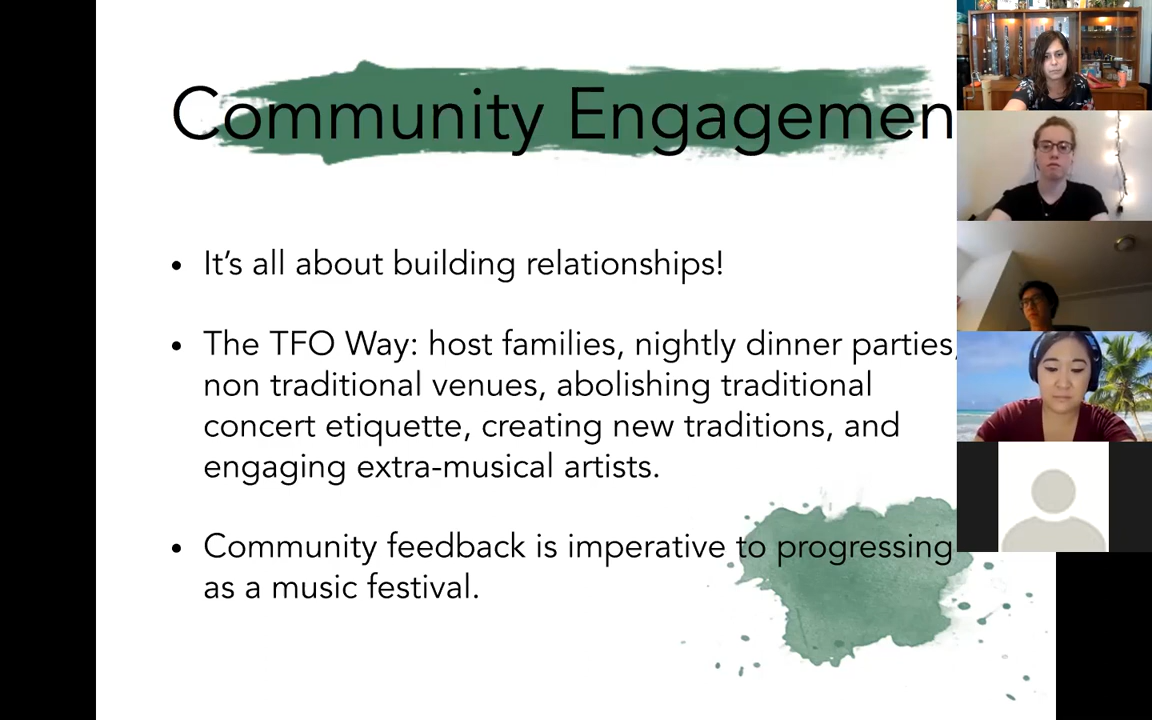 Community Engagemen
• It’s all about building relationships!
• The TFO Way: host families, nightly dinner parties,
non traditional venues, abolishing traditional
concert etiquette, creating new traditions, and
engaging extra-musical artists.
• Community feedback is imperative to progressing
as a music festival.